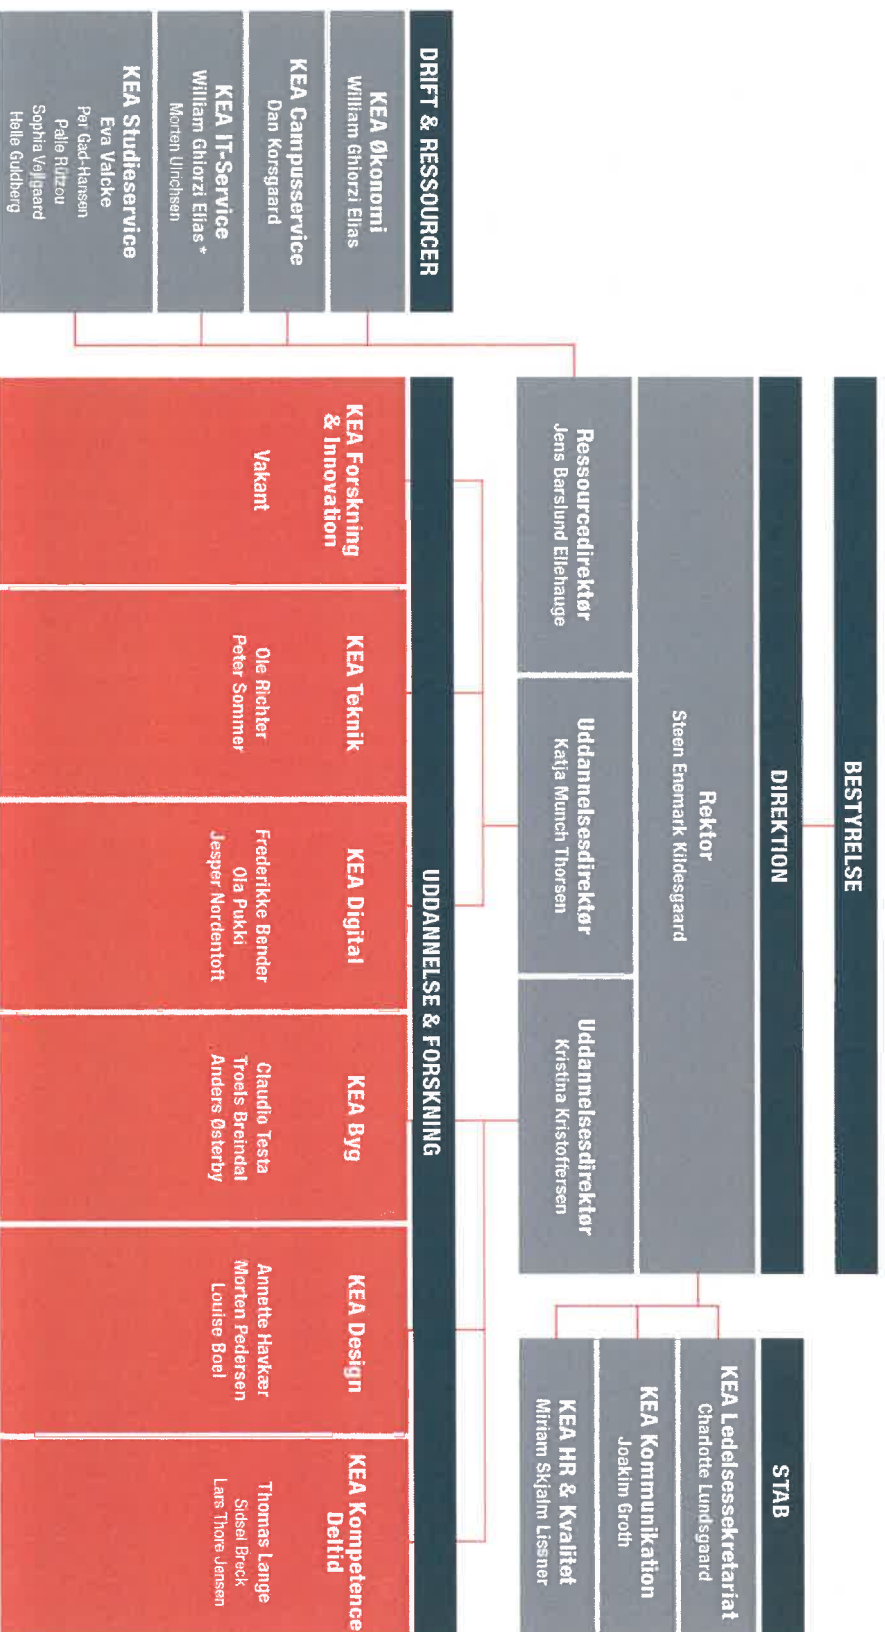 BESTYRELSE
DIREKTION
Rektor
Steen Enemark Kildesgaard
Ressourcedirektør
Jens Barslund Ellehauge
Uddannelsesdirektør
Katja Munch Thorsen
Uddannelsesdirektør
Kristina Kristoffersen
STAB
KEA Ledelsessekretariat
Charlotte Lundsgaard
KEA Kommunikation
Joakim Groth
KEA HR & Kvalitet
Miriam Skjalm Lissner
DRIFT & RESSOURCER
KEA Økonomi
William Ghiorzi Elias
KEA Campusservice
Dan Korsgaard
KEA IT-Service
William Ghiorzi Elias *
Morten Ulrichsen
KEA Studieservice
Eva Valcke
Per Gad-Hansen
Palle Rützou
Sophia Vejlgaard
Helle Guldberg
UDDANNELSE & FORSKNING
KEA Forskning
& Innovation
Vakant
KEA Teknik
Ole Richter
Peter Sommer
KEA Digital
Frederikke Bender
Ola Pukki
Jesper Nordentoft
KEA Byg
Claudio Testa
Troels Breindal
Anders Østerby
KEA Design
Annette Havkær
Morten Pedersen
Louise Boel
KEA Kompetence
Deltid
Thomas Lange
Sidsel Breck
Lars Thore Jensen